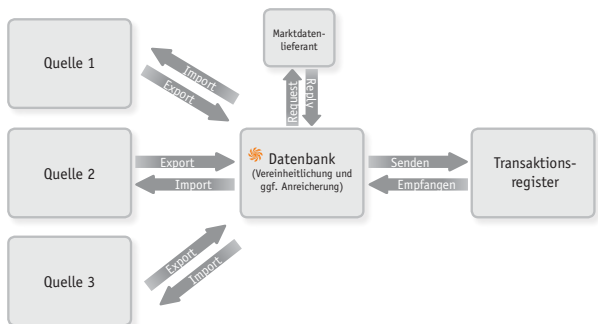 Quelle 1
Import
Export
Marktdaten-
lieferant
Request
Reply
Quelle 2
Export
Import
Datenbank
(Vereinheitlichung und
ggf. Anreicherung)
Senden
Empfangen
Transaktions-
register
Quelle 3
Export
Import